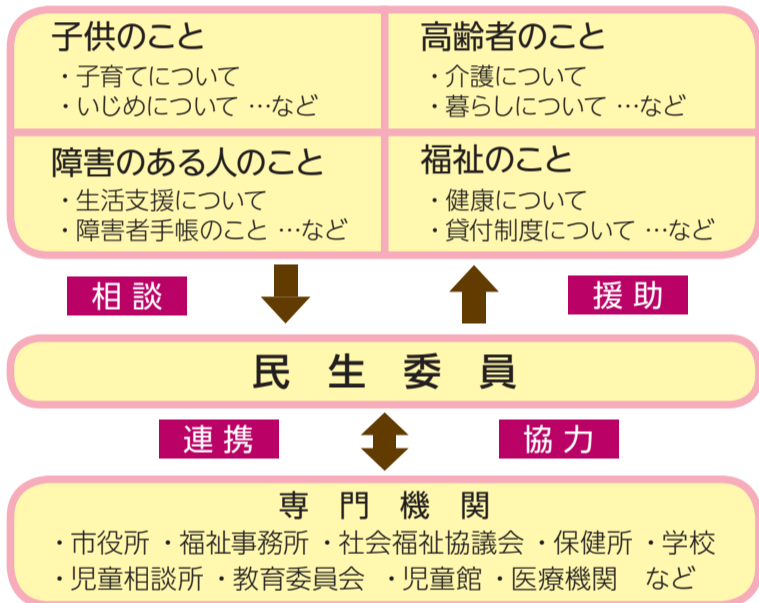 子供のこと
・子育てについて
・いじめについて …など
高齢者のこと
・介護について
・暮らしについて …など
障害のある人のこと
・生活支援について
・障害者手帳のこと …など
福祉のこと
・健康について
・貸付制度について …など
相談
援助
民生委員
連携
協力
専門機関
・市役所 ・福祉事務所 ・社会福祉協議会 ・保健所 ・学校
・児童相談所 ・教育委員会 ・児童館 ・医療機関 など